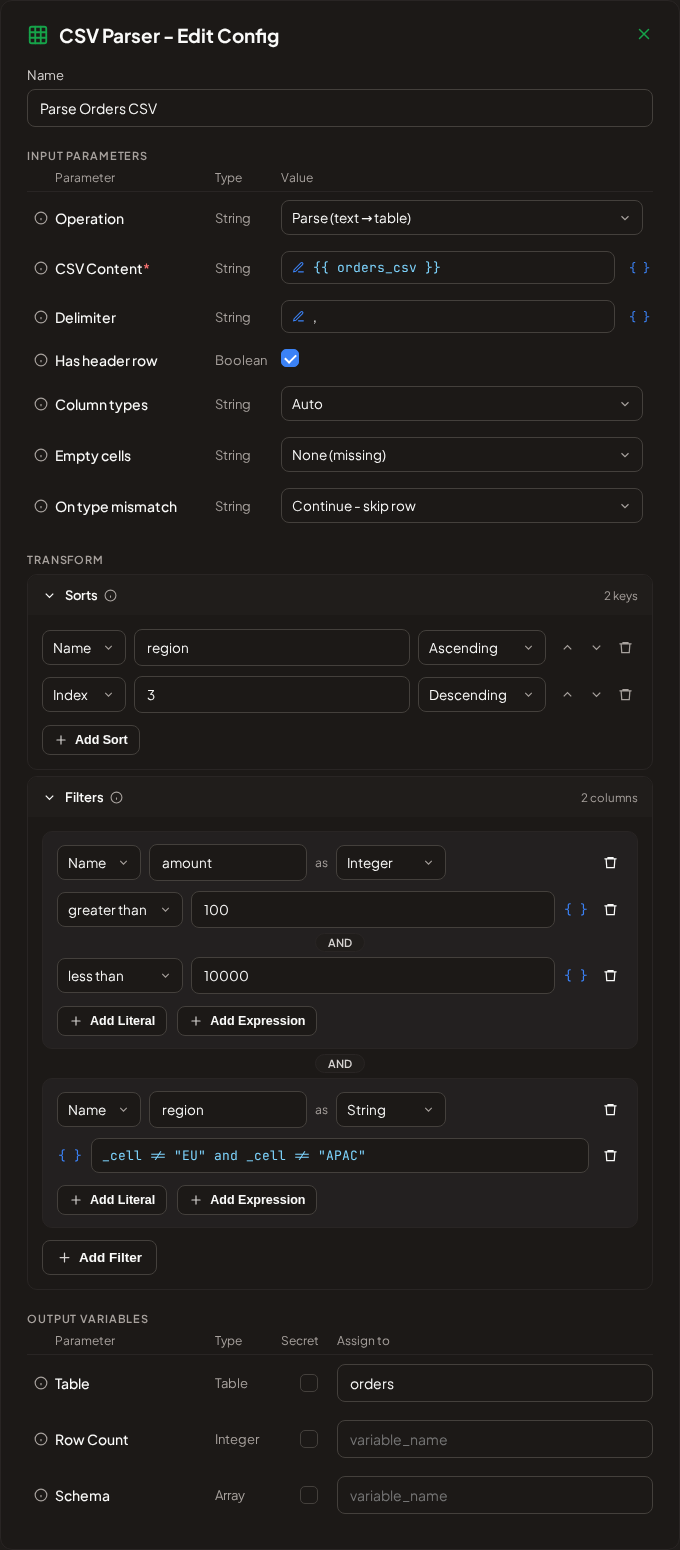 CSV Parser – Edit Config
Name
Parse Orders CSV
INPUT PARAMETERS
Parameter Type Value
Operation String Parse (text → table)
CSV Content* String {{ orders_csv }} { }
Delimiter String , { }
Has header row Boolean
Column types String Auto
Empty cells String None (missing)
On type mismatch String Continue - skip row
TRANSFORM
Sorts 2 keys
Name region Ascending
Index 3 Descending
+ Add Sort
Filters 2 columns
Name amount as Integer
greater than 100 { }
AND
less than 10000 { }
+ Add Literal + Add Expression
AND
Name region as String
{ } _cell != "EU" and _cell != "APAC"
+ Add Literal + Add Expression
+ Add Filter
OUTPUT VARIABLES
Parameter Type Secret Assign to
Table Table orders
Row Count Integer variable_name
Schema Array variable_name